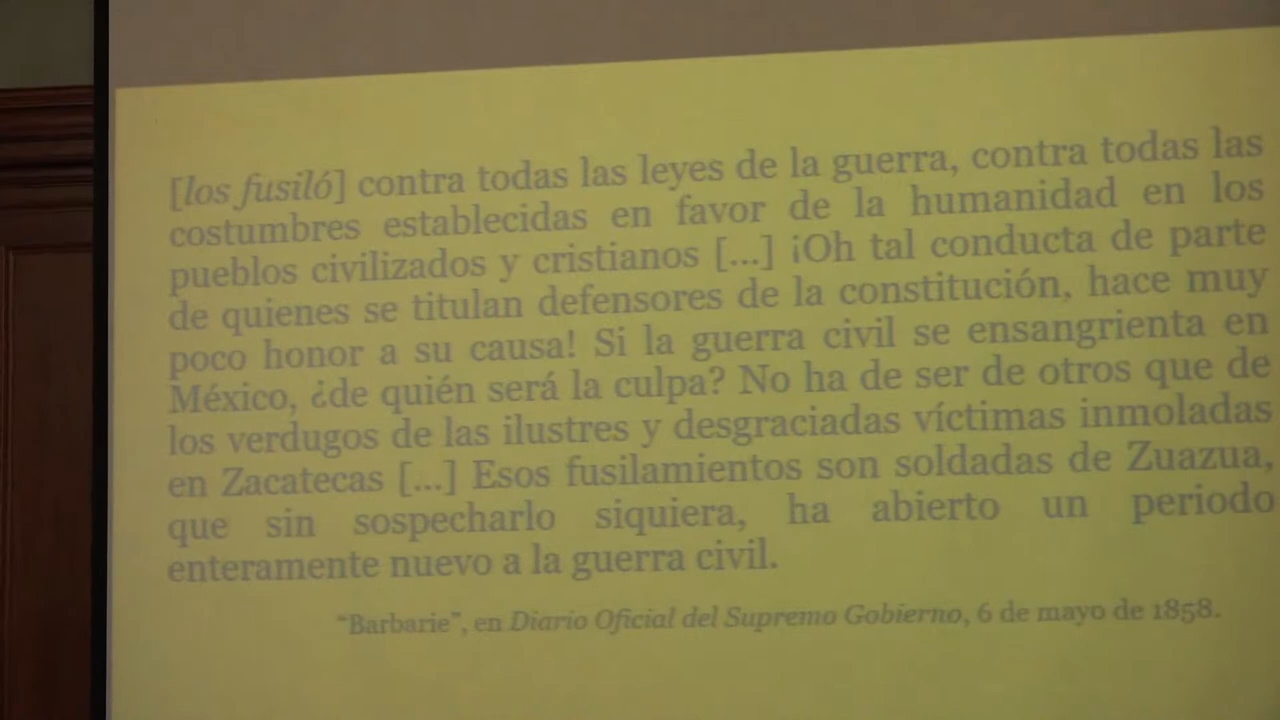 [los fusiló] contra todas las leyes de la guerra, contra todas las
costumbres establecidas en favor de la humanidad en los
pueblos civilizados y cristianos [...] ¡Oh tal conducta de parte
de quienes se titulan defensores de la constitución, hace muy
poco honor a su causa! Si la guerra civil se ensangrienta en
México, ¿de quién será la culpa? No ha de ser de otros que de
los verdugos de las ilustres y desgraciadas víctimas inmoladas
en Zacatecas [...] Esos fusilamientos son soldadas de Zuazua,
que sin sospecharlo siquiera, ha abierto un periodo
enteramente nuevo a la guerra civil.
"Barbarie", en Diario Oficial del Supremo Gobierno, 6 de mayo de 1858.